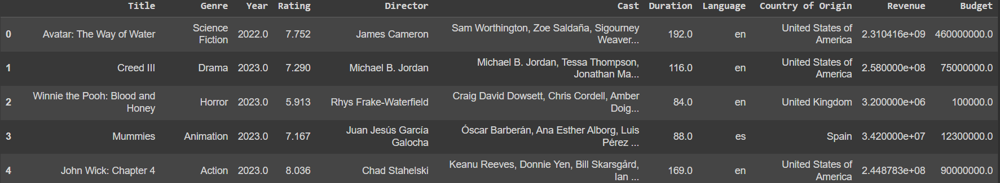 Title Genre Year Rating Director Cast Duration Language Country of Origin Revenue Budget
0 Avatar: The Way of Water Science Fiction 2022.0 7.752 James Cameron Sam Worthington, Zoe Saldaña, Sigourney Weaver... 192.0 en United States of America 2.310416e+09 460000000.0
1 Creed III Drama 2023.0 7.290 Michael B. Jordan Michael B. Jordan, Tessa Thompson, Jonathan Ma... 116.0 en United States of America 2.580000e+08 75000000.0
2 Winnie the Pooh: Blood and Honey Horror 2023.0 5.913 Rhys Frake-Waterfield Craig David Dowsett, Chris Cordell, Amber Doig... 84.0 en United Kingdom 3.200000e+06 100000.0
3 Mummies Animation 2023.0 7.167 Juan Jesús García Galocha Óscar Barberán, Ana Esther Alborg, Luis Pérez ... 88.0 es Spain 3.420000e+07 12300000.0
4 John Wick: Chapter 4 Action 2023.0 8.036 Chad Stahelski Keanu Reeves, Donnie Yen, Bill Skarsgård, Ian ... 169.0 en United States of America 2.448783e+08 90000000.0